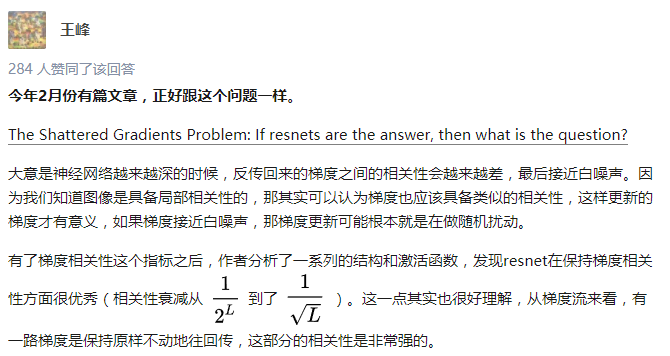 王峰
284 人赞同了该回答
今年2月份有篇文章，正好跟这个问题一样。
The Shattered Gradients Problem: If resnets are the answer, then what is the question?
大意是神经网络越来越深的时候，反传回来的梯度之间的相关性会越来越差，最后接近白噪声。因
为我们知道图像是具备局部相关性的，那其实可以认为梯度也应该具备类似的相关性，这样更新的
梯度才有意义，如果梯度接近白噪声，那梯度更新可能根本就是在做随机扰动。
有了梯度相关性这个指标之后，作者分析了一系列的结构和激活函数，发现resnet在保持梯度相关
性方面很优秀（相关性衰减从 \frac{1}{2^L} 到了 \frac{1}{\sqrt{L}} ）。这一点其实也很好理解，从梯度流来看，有
一路梯度是保持原样不动地往回传，这部分的相关性是非常强的。